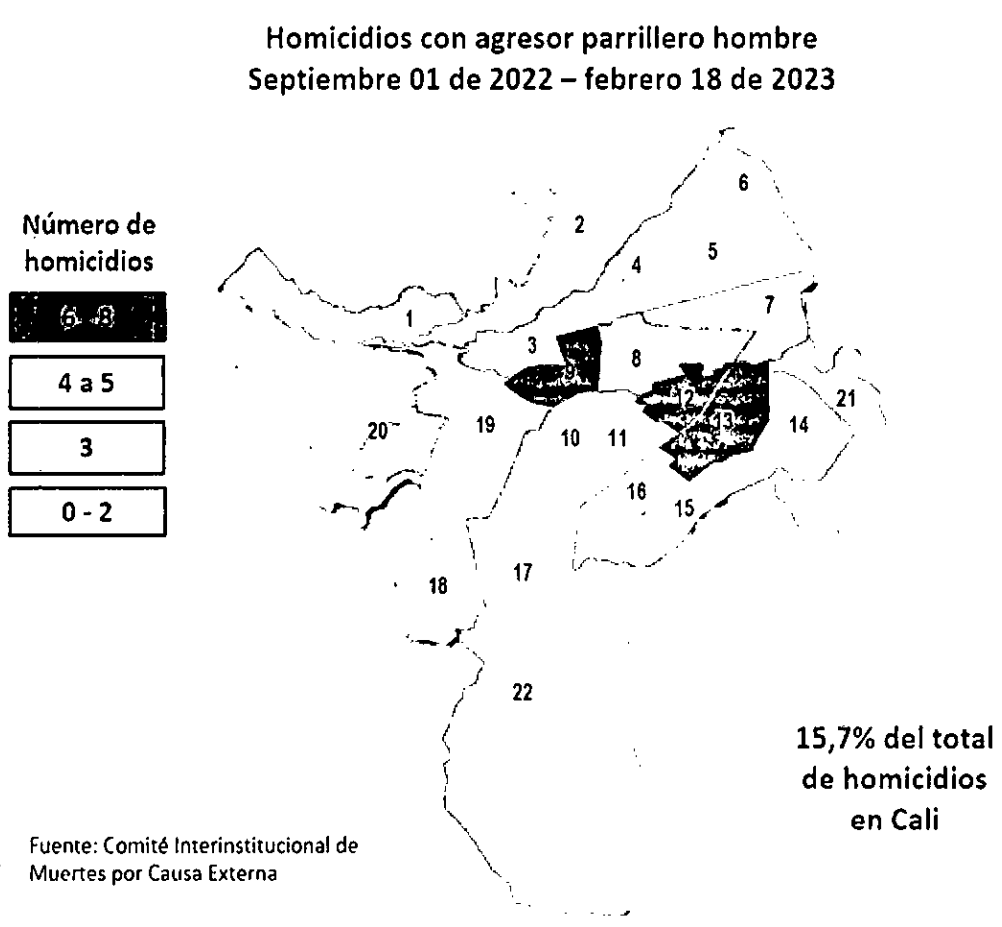 Homicidios con agresor parrillero hombre
Septiembre 01 de 2022 – febrero 18 de 2023
Número de
homicidios
6 - 8
4 a 5
3
0 - 2
6
2
5
4
7
1
3
8
9
12
21
20
19
13
14
10
11
16
15
17
18
22
15,7% del total
de homicidios
en Cali
Fuente: Comité Interinstitucional de
Muertes por Causa Externa